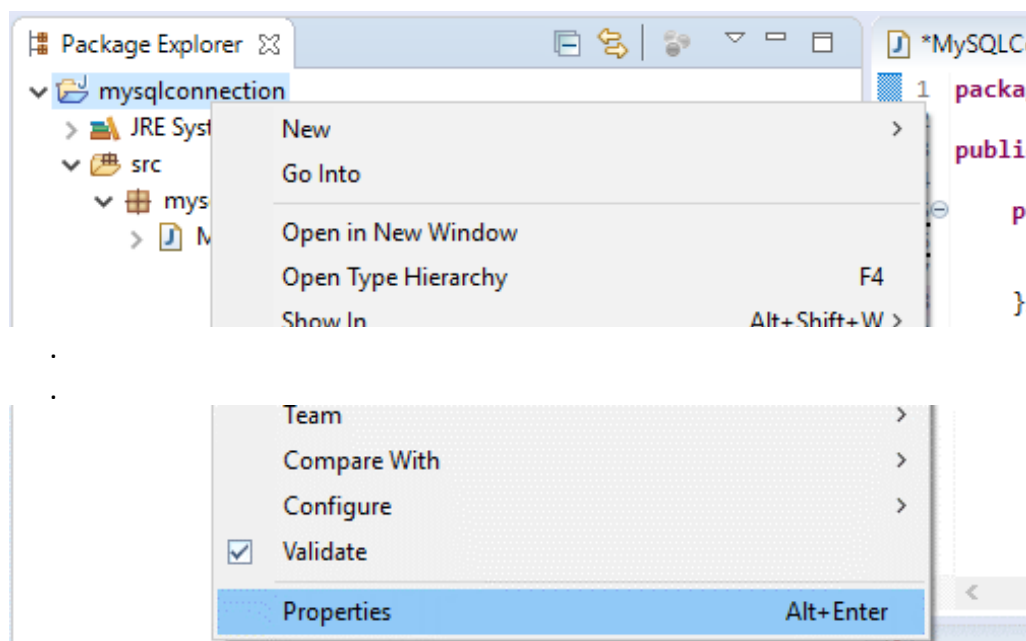 Package Explorer
*MySQLC
mysqlconnection
1 packa
JRE Syst
New
src
Go Into
publi
mys
Open in New Window
p
M
Open Type Hierarchy F4
Show In Alt+Shift+W >
}
.
.
Team
Compare With
Configure
Validate
Properties Alt+Enter